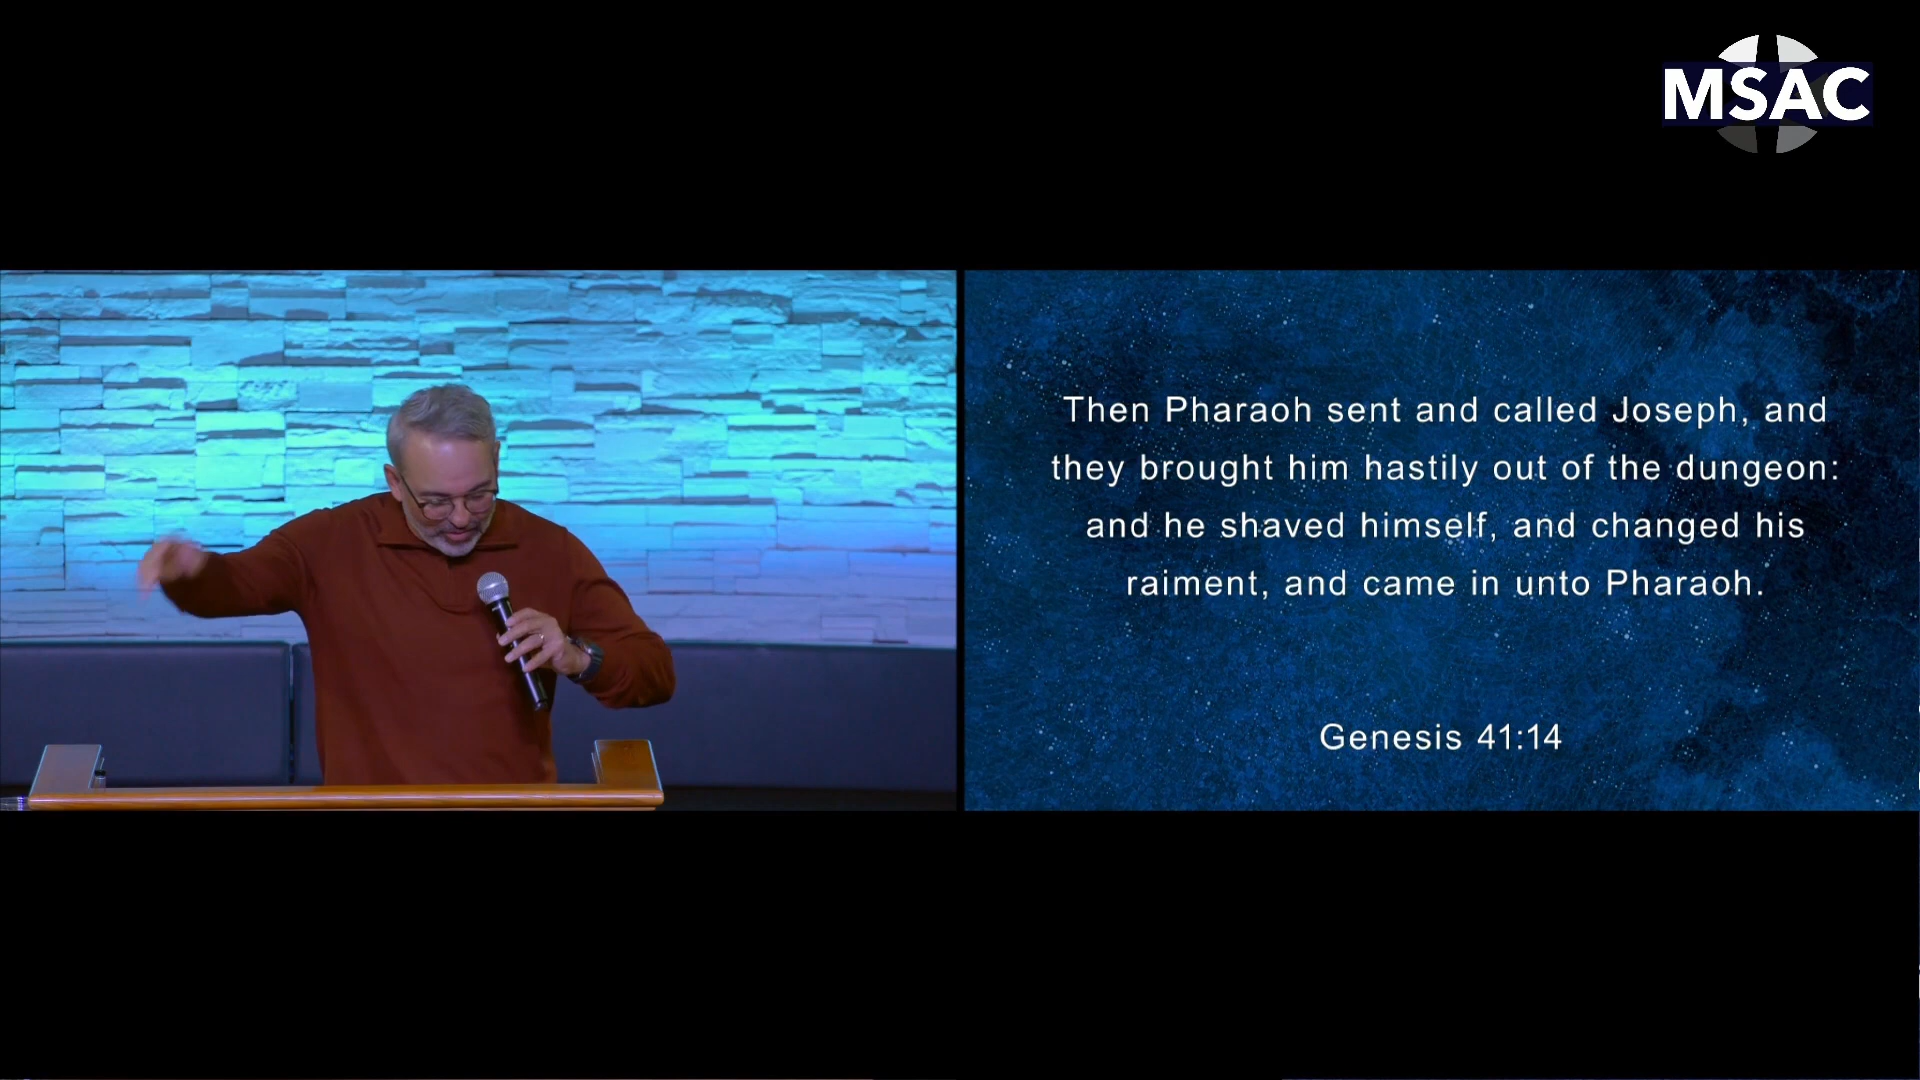 MSAC
Then Pharaoh sent and called Joseph, and
they brought him hastily out of the dungeon:
and he shaved himself, and changed his
raiment, and came in unto Pharaoh.
Genesis 41:14